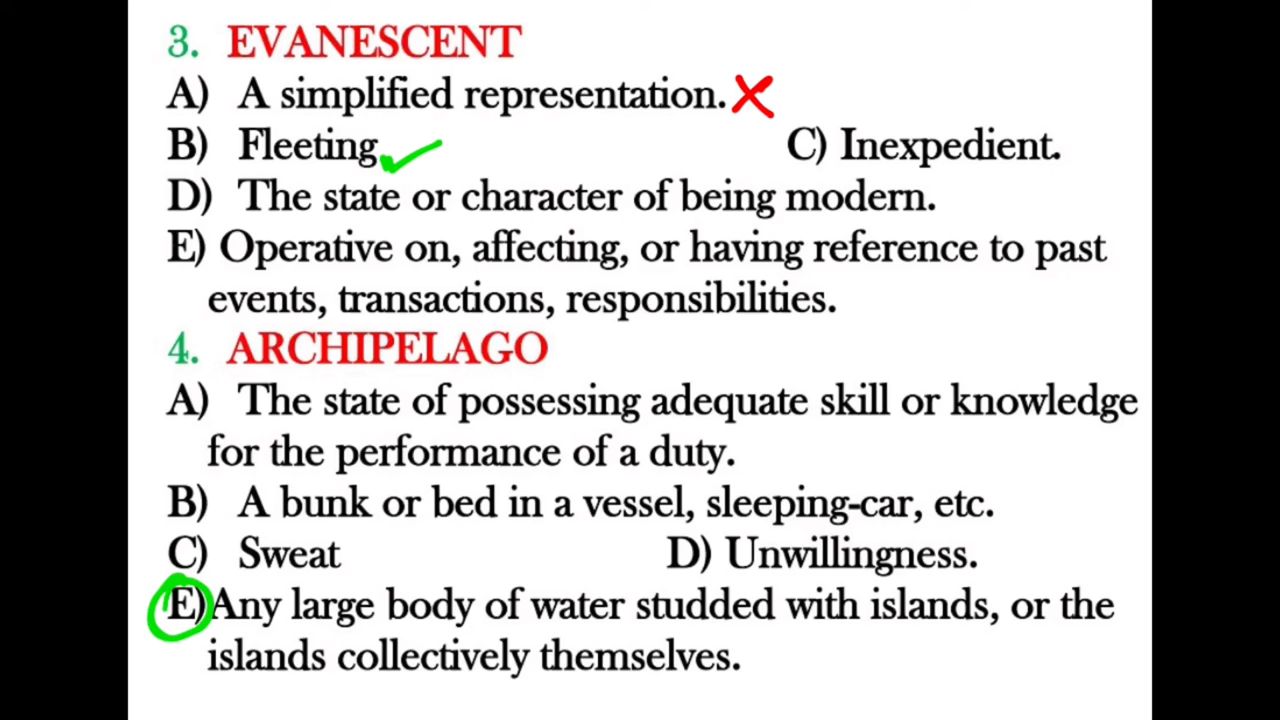 3. EVANESCENT
A) A simplified representation.
B) Fleeting C) Inexpedient.
D) The state or character of being modern.
E) Operative on, affecting, or having reference to past
events, transactions, responsibilities.
4. ARCHIPELAGO
A) The state of possessing adequate skill or knowledge
for the performance of a duty.
B) A bunk or bed in a vessel, sleeping-car, etc.
C) Sweat D) Unwillingness.
E) Any large body of water studded with islands, or the
islands collectively themselves.